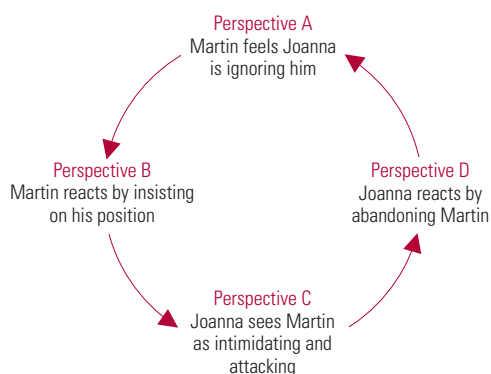 Perspective A
Martin feels Joanna
is ignoring him
Perspective B
Martin reacts by insisting
on his position
Perspective D
Joanna reacts by
abandoning Martin
Perspective C
Joanna sees Martin
as intimidating and
attacking